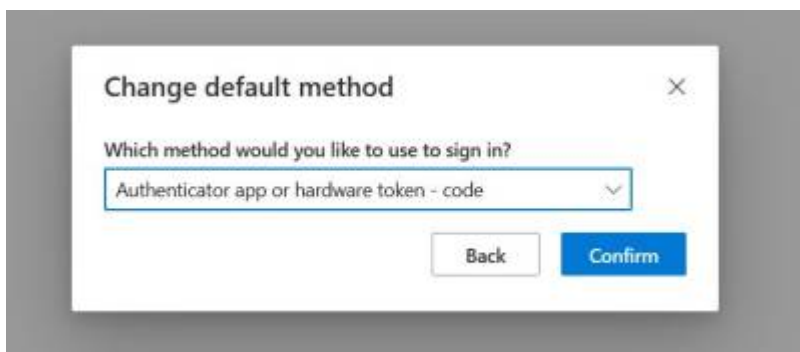 Change default method
Which method would you like to use to sign in?
Authenticator app or hardware token - code
Back
Confirm